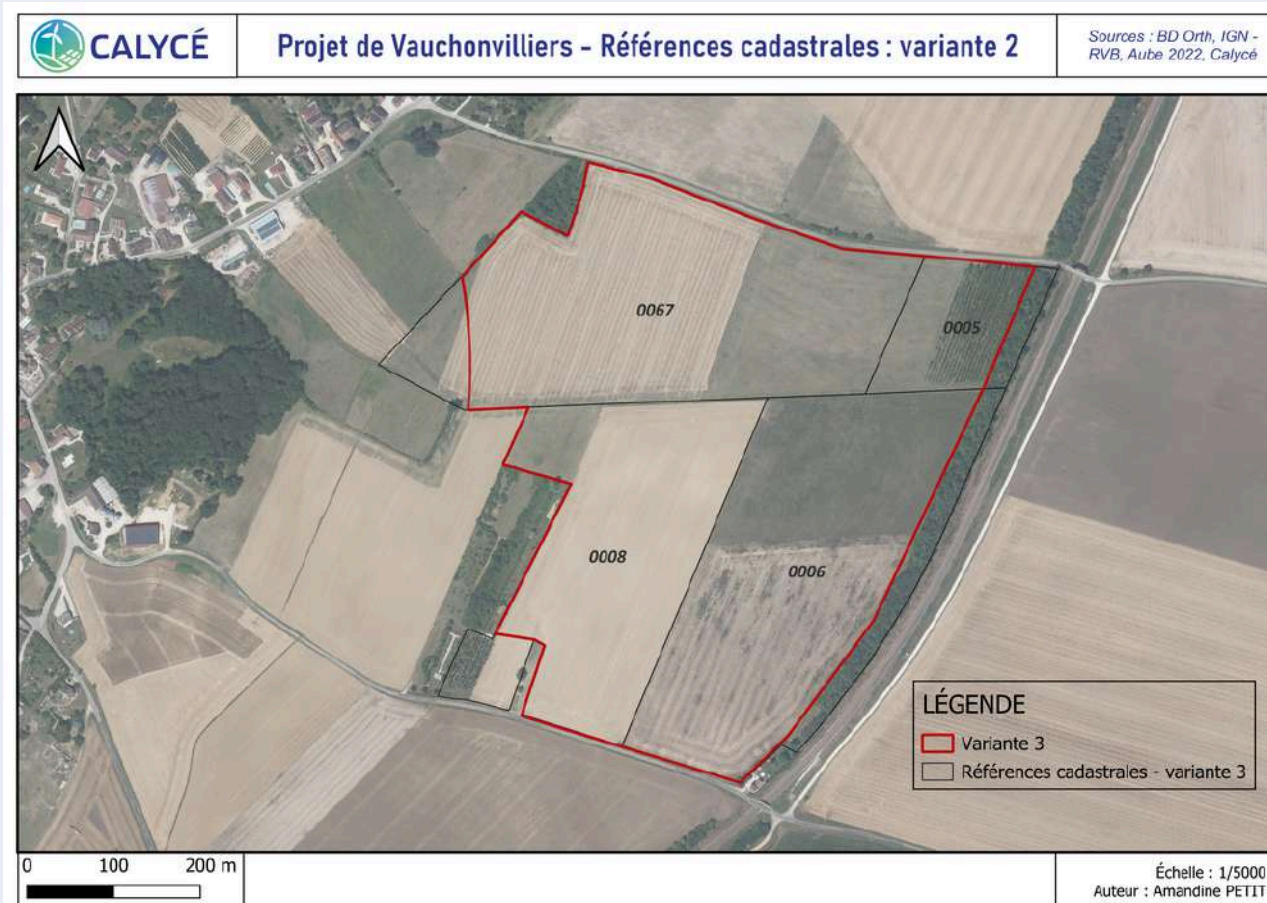 CALYCÉ
Projet de Vauchonvilliers - Références cadastrales : variante 2
Sources : BD Orth, IGN -
RVB, Aube 2022, Calycé
0067
0005
0008
0006
LÉGENDE
Variante 3
Références cadastrales - variante 3
0 100 200 m
Échelle : 1/5000
Auteur : Amandine PETIT